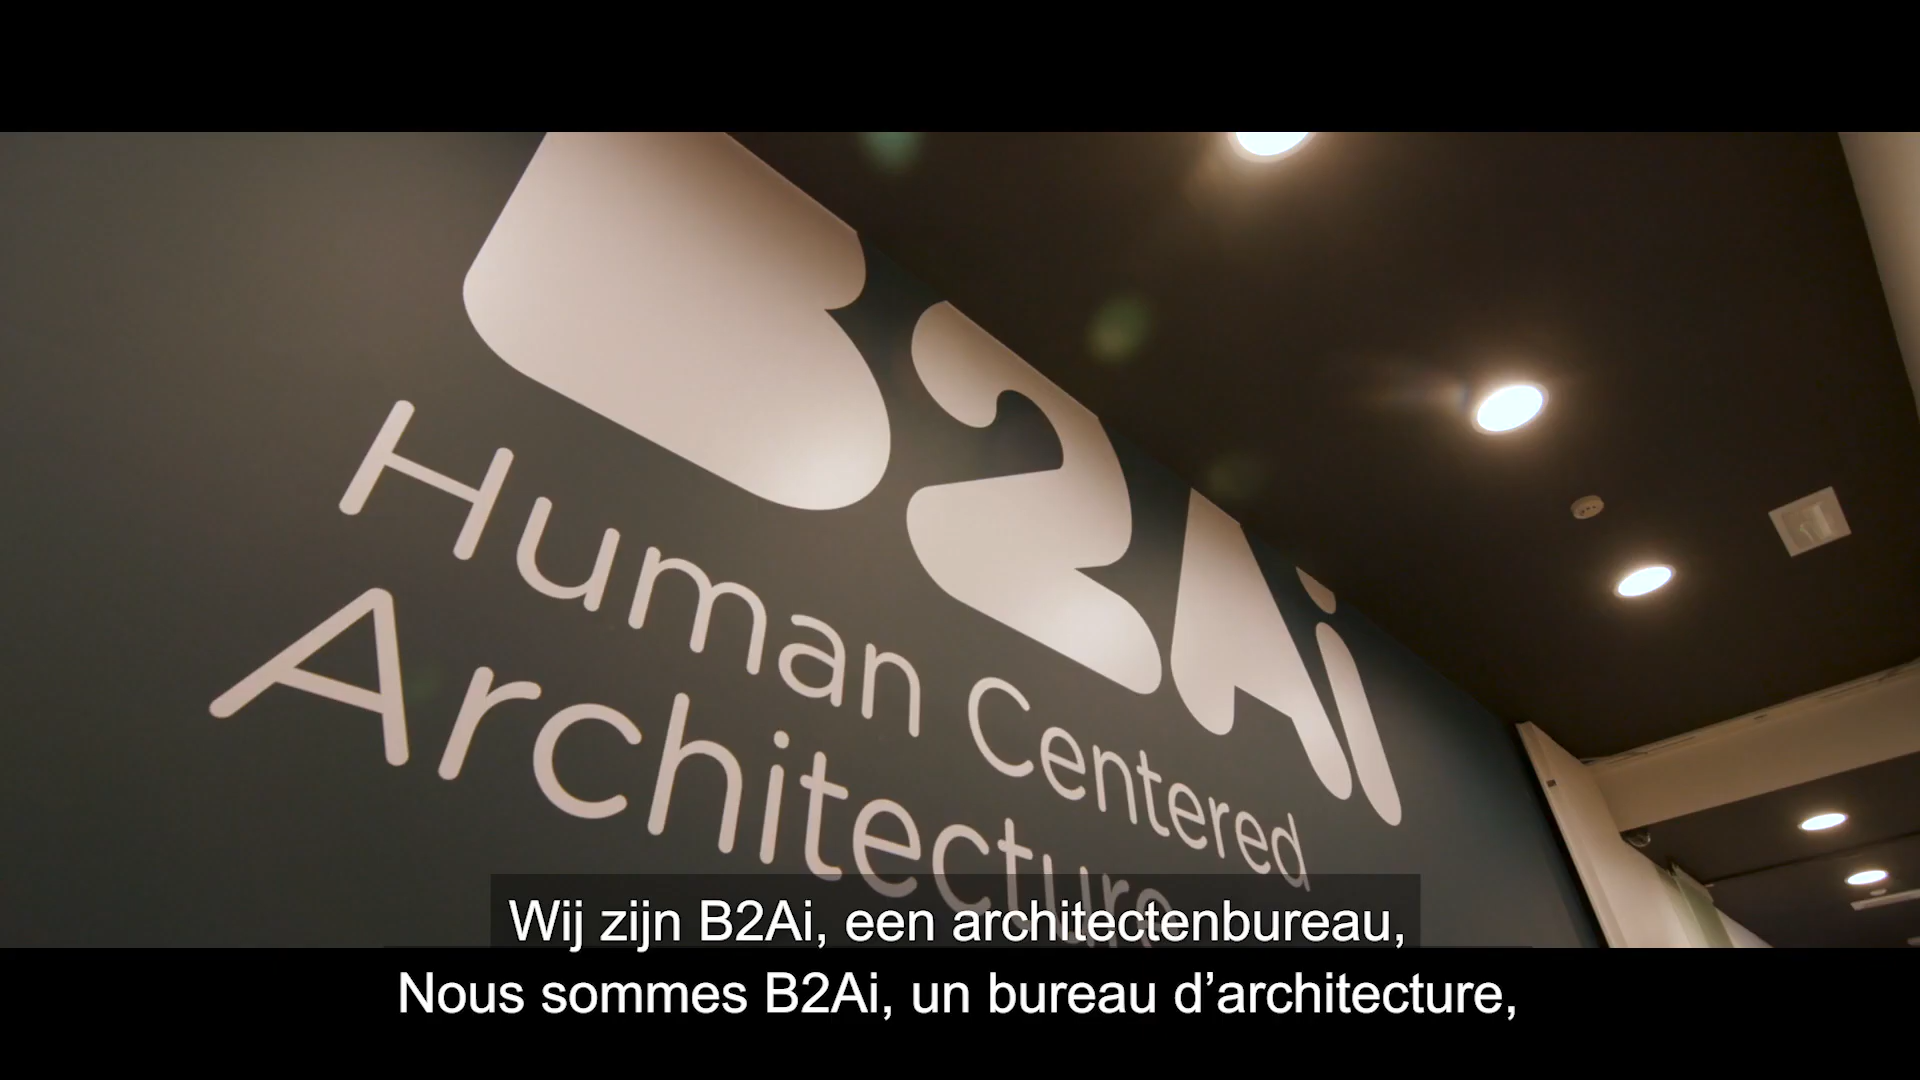 B2Ai
Human Centered
Architecture
Wij zijn B2Ai, een architectenbureau,
Nous sommes B2Ai, un bureau d’architecture,